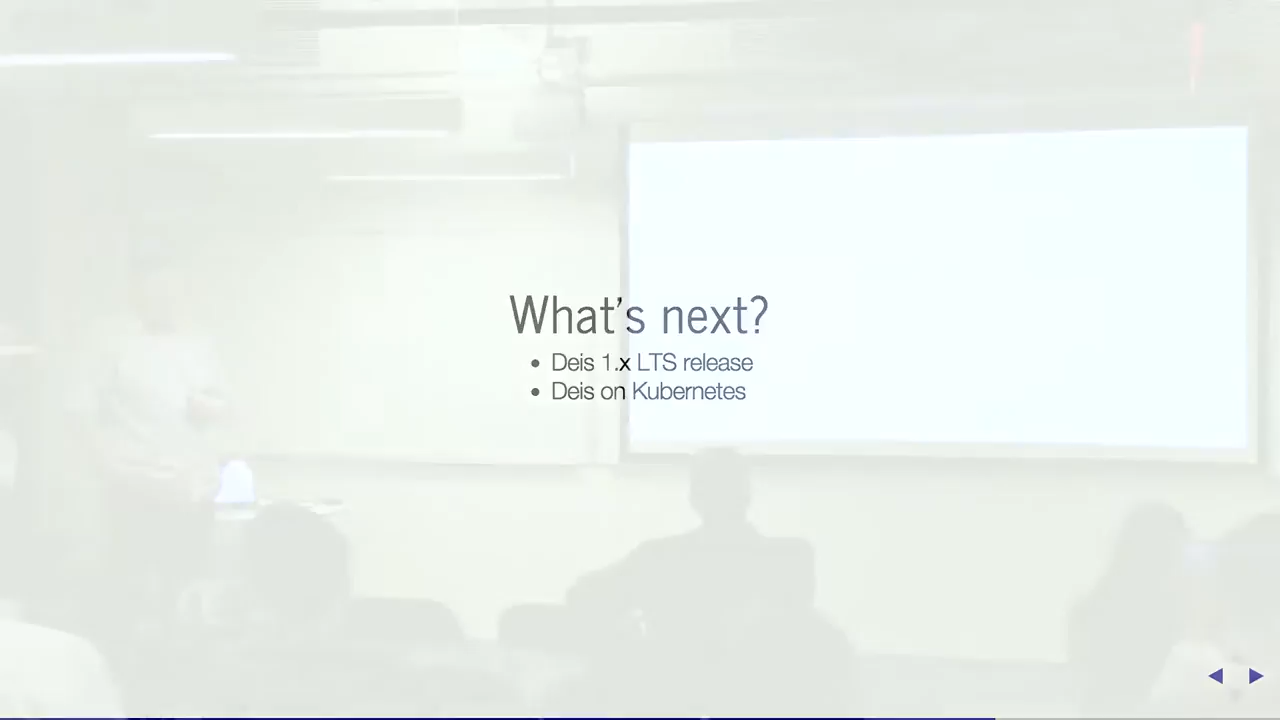 What's next?
• Deis 1.x LTS release
• Deis on Kubernetes